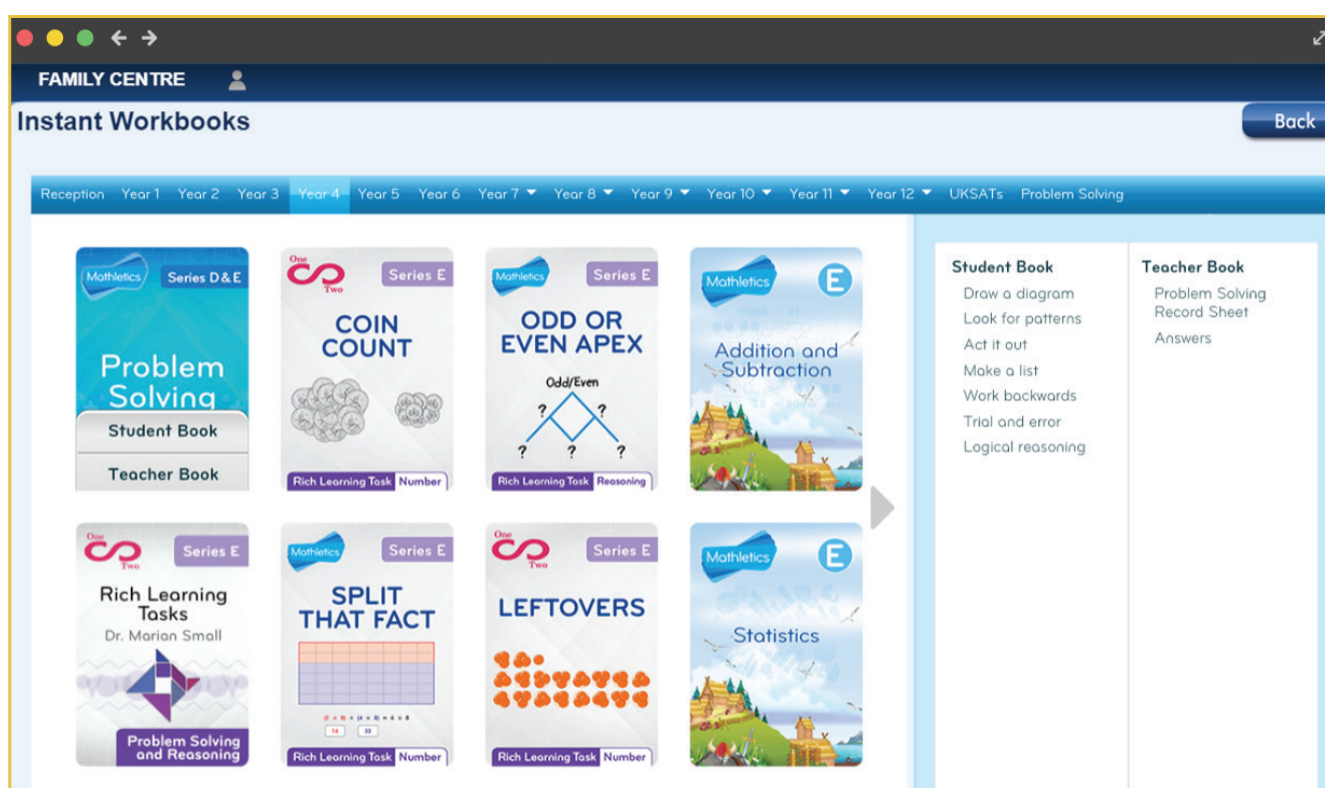 FAMILY CENTRE
Instant Workbooks
Back
Reception Year 1 Year 2 Year 3 Year 4 Year 5 Year 6 Year 7 Year 8 Year 9 Year 10 Year 11 Year 12 UKSATs Problem Solving
Mathletics
Series D & E
Problem
Solving
Student Book
Teacher Book
One
Two
Series E
COIN
COUNT
Rich Learning Task Number
Mathletics
Series E
ODD OR
EVEN APEX
Odd/Even
? ?
? ? ?
Rich Learning Task Reasoning
Mathletics
E
Addition and
Subtraction
One
Two
Series E
Rich Learning
Tasks
Dr. Marian Small
Problem Solving
and Reasoning
Mathletics
Series E
SPLIT
THAT FACT
Rich Learning Task Number
One
Two
Series E
LEFTOVERS
Rich Learning Task Number
Mathletics
E
Statistics
Student Book
Draw a diagram
Look for patterns
Act it out
Make a list
Work backwards
Trial and error
Logical reasoning
Teacher Book
Problem Solving
Record Sheet
Answers